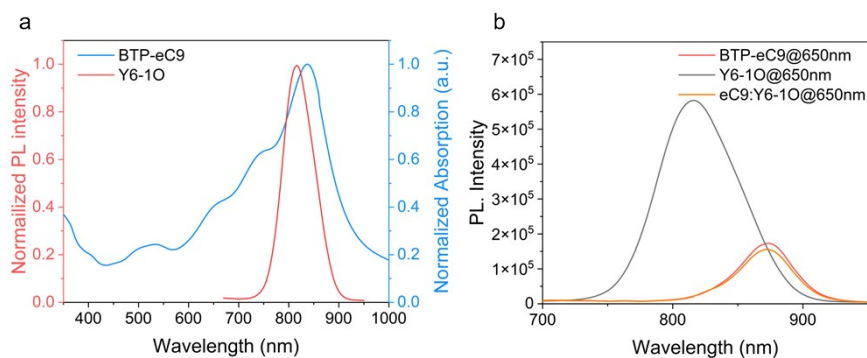 a
BTP-eC9
Y6-1O
Normailized PL intensity
1.0
0.8
0.6
0.4
0.2
0.0
Normalized Absorption (a.u.)
1.0
0.8
0.6
0.4
0.2
0.0
400 500 600 700 800 900 1000
Wavelength (nm)
b
BTP-eC9@650nm
Y6-1O@650nm
eC9:Y6-1O@650nm
PL. Intensity
7×10⁵
6×10⁵
5×10⁵
4×10⁵
3×10⁵
2×10⁵
1×10⁵
0
700 800 900
Wavelength (nm)